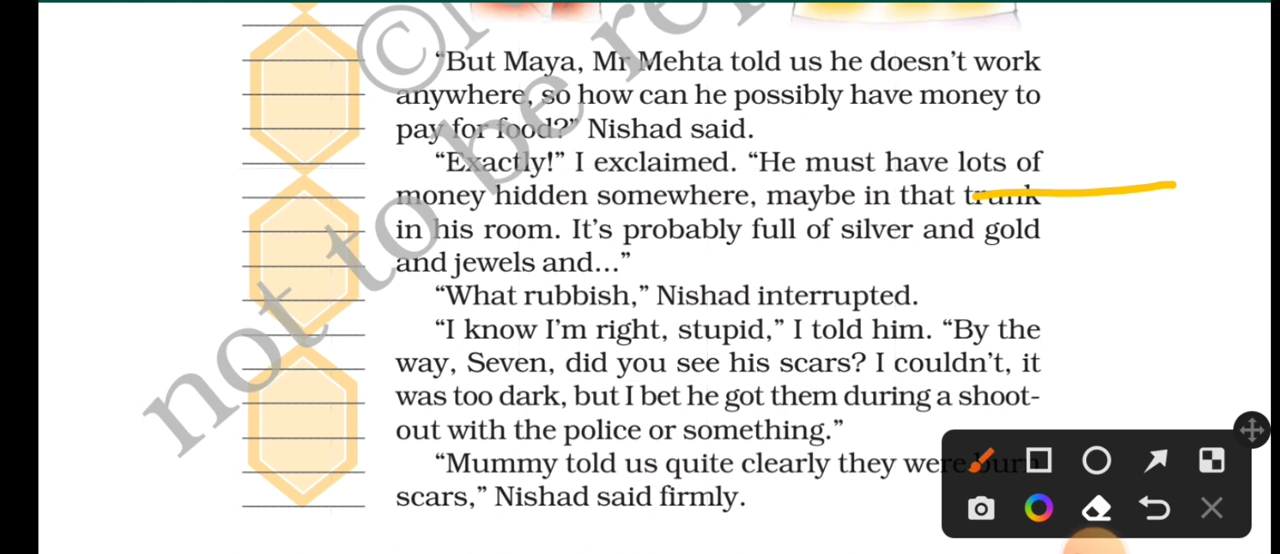 “But Maya, Mr Mehta told us he doesn’t work
anywhere, so how can he possibly have money to
pay for food?” Nishad said.
“Exactly!” I exclaimed. “He must have lots of
money hidden somewhere, maybe in that trunk
in his room. It’s probably full of silver and gold
and jewels and...”
“What rubbish,” Nishad interrupted.
“I know I’m right, stupid,” I told him. “By the
way, Seven, did you see his scars? I couldn’t, it
was too dark, but I bet he got them during a shoot-
out with the police or something.”
“Mummy told us quite clearly they were burn
scars,” Nishad said firmly.
©
not to be re